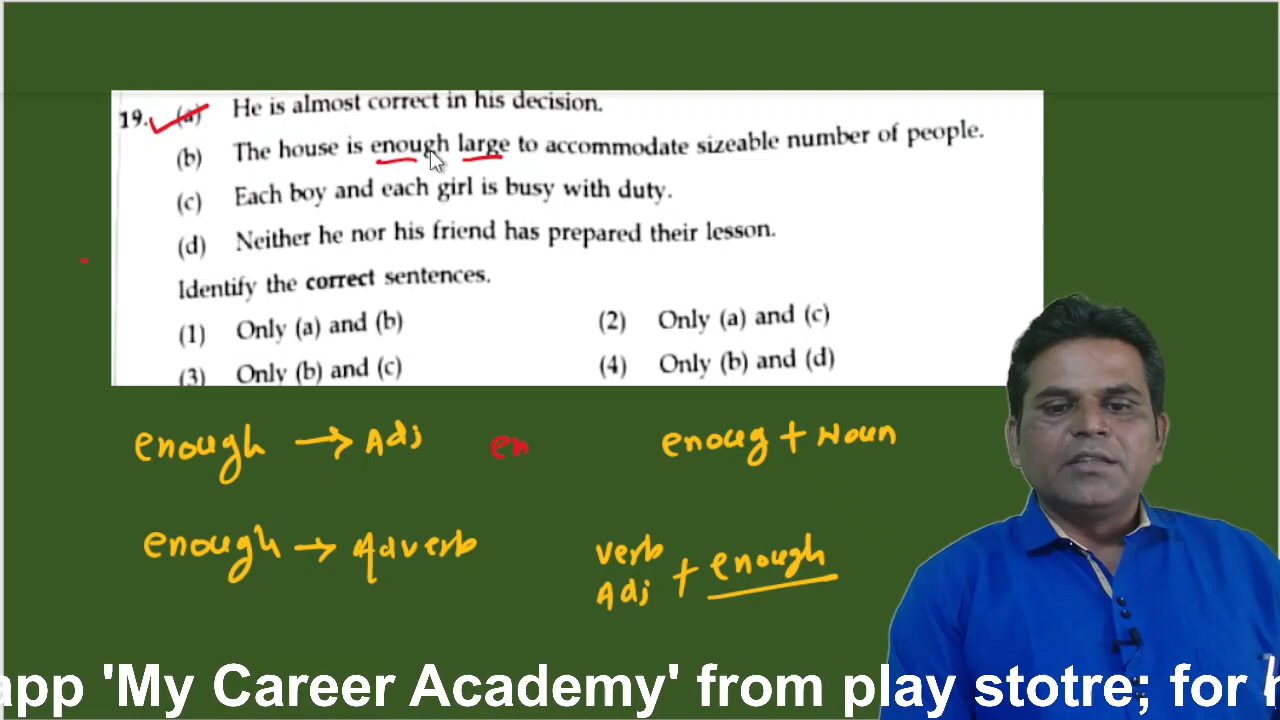 19. (a) He is almost correct in his decision.
(b) The house is enough large to accommodate sizeable number of people.
(c) Each boy and each girl is busy with duty.
(d) Neither he nor his friend has prepared their lesson.
Identify the correct sentences.
(1) Only (a) and (b) (2) Only (a) and (c)
(3) Only (b) and (c) (4) Only (b) and (d)
enough → Adj en enoug + Noun
enough → Adverb verb
Adj + enough
app 'My Career Academy' from play stotre; for h